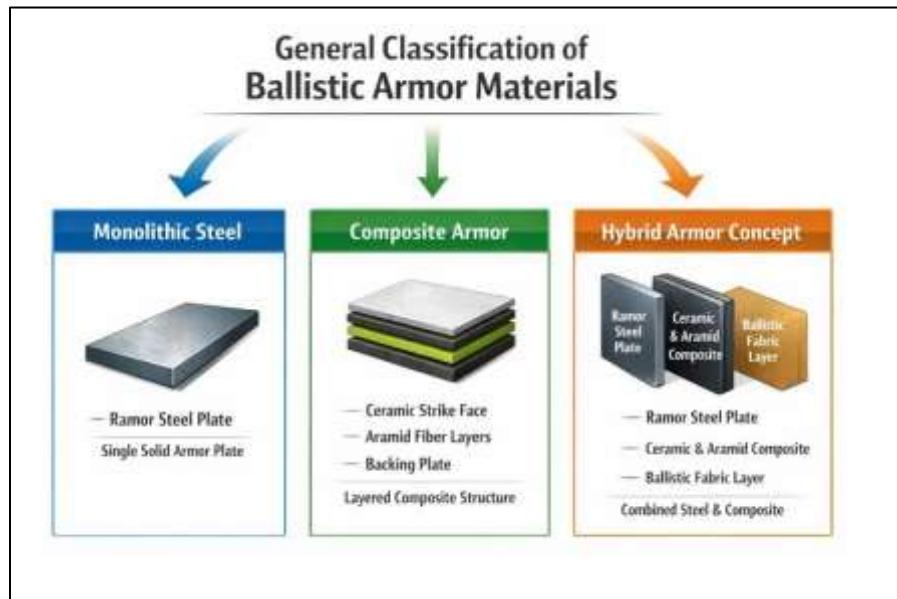 General Classification of
Ballistic Armor Materials
Monolithic Steel
— Ramor Steel Plate
Single Solid Armor Plate
Composite Armor
— Ceramic Strike Face
— Aramid Fiber Layers
— Backing Plate
Layered Composite Structure
Hybrid Armor Concept
Ramor
Steel
Plate
Ceramic
& Aramid
Composite
Ballistic
Fabric
Layer
— Ramor Steel Plate
— Ceramic & Aramid Composite
— Ballistic Fabric Layer
Combined Steel & Composite